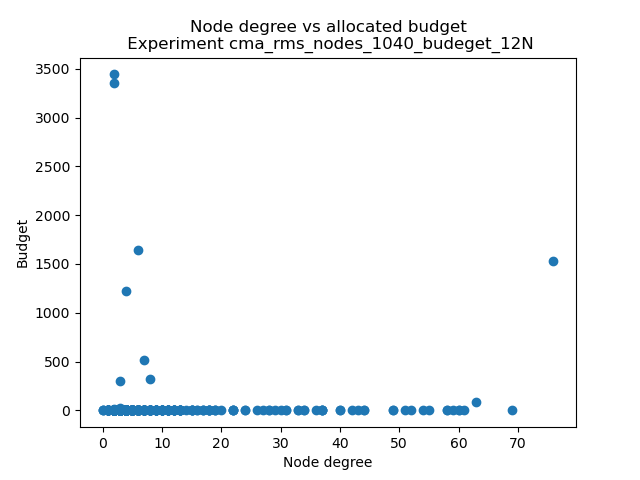 Node degree vs allocated budget
Experiment cma_rms_nodes_1040_budeget_12N
3500
3000
2500
2000
1500
1000
500
0
Budget
0 10 20 30 40 50 60 70
Node degree